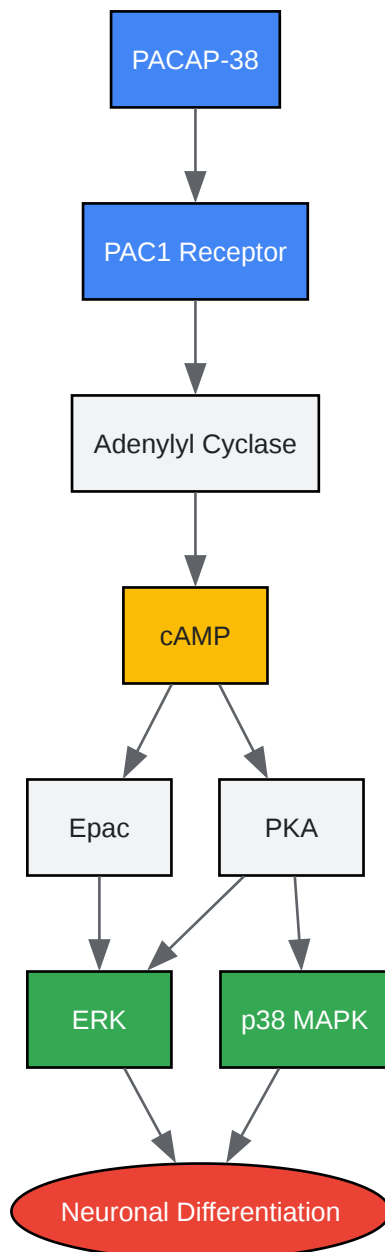 PACAP-38
PAC1 Receptor
Adenylyl Cyclase
cAMP
Epac
PKA
ERK
p38 MAPK
Neuronal Differentiation